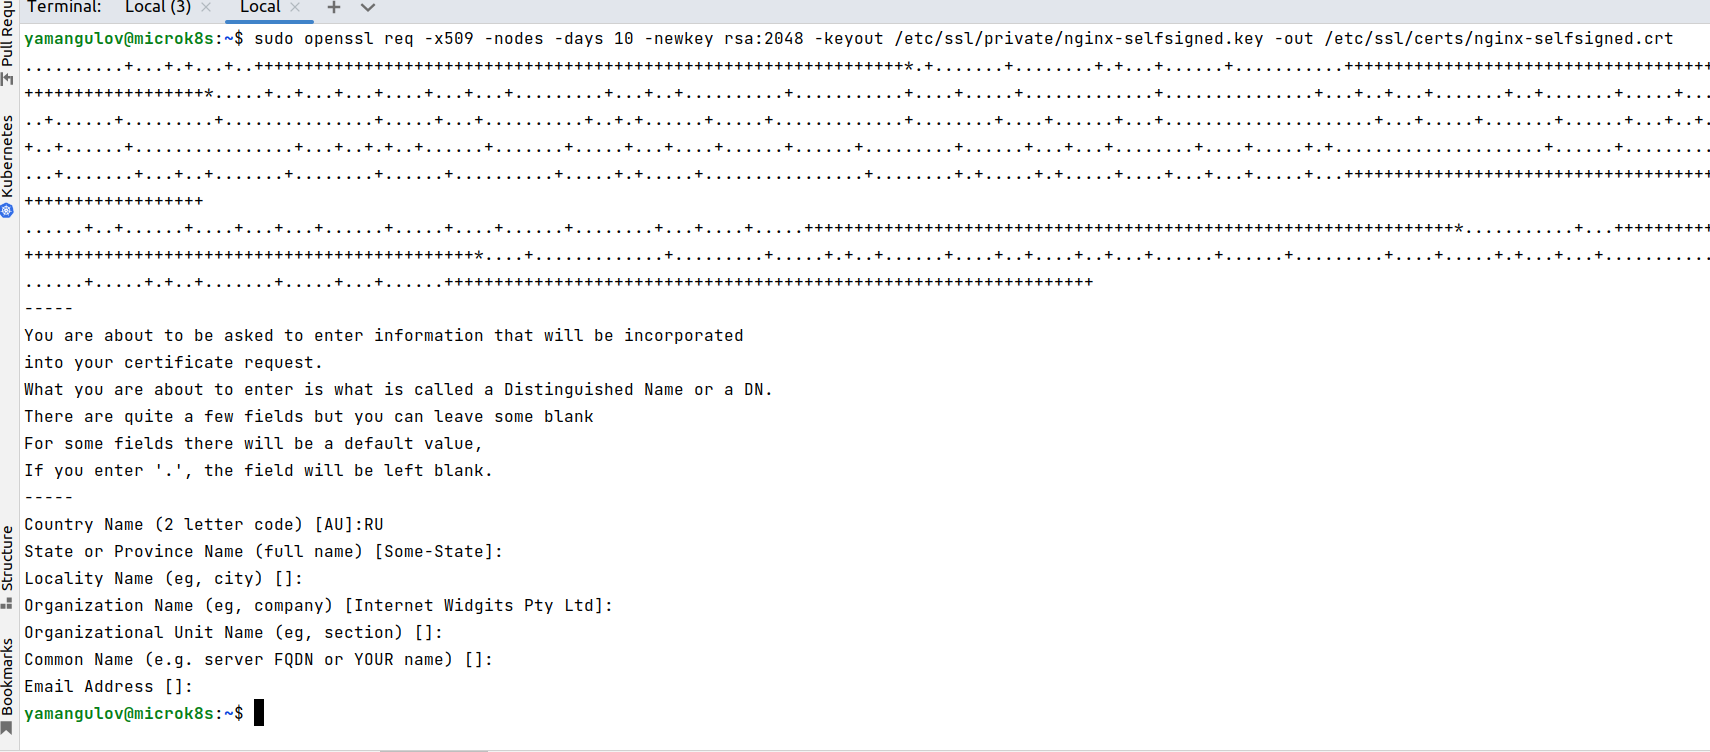 Terminal: Local (3) × Local × +
yamangulov@microk8s:~$ sudo openssl req -x509 -nodes -days 10 -newkey rsa:2048 -keyout /etc/ssl/private/nginx-selfsigned.key -out /etc/ssl/certs/nginx-selfsigned.crt
-----
You are about to be asked to enter information that will be incorporated
into your certificate request.
What you are about to enter is what is called a Distinguished Name or a DN.
There are quite a few fields but you can leave some blank
For some fields there will be a default value,
If you enter '.', the field will be left blank.
-----
Country Name (2 letter code) [AU]:RU
State or Province Name (full name) [Some-State]:
Locality Name (eg, city) []:
Organization Name (eg, company) [Internet Widgits Pty Ltd]:
Organizational Unit Name (eg, section) []:
Common Name (e.g. server FQDN or YOUR name) []:
Email Address []:
yamangulov@microk8s:~$
Pull Requ
Kubernetes
Structure
Bookmarks